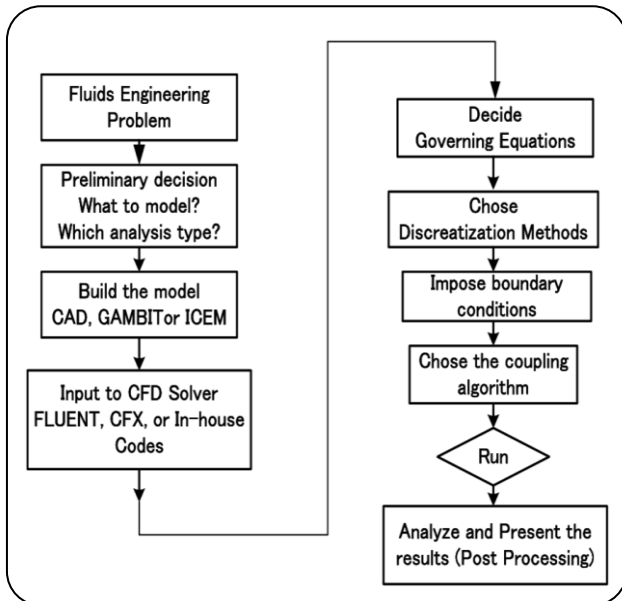 Fluids Engineering
Problem
Preliminary decision
What to model?
Which analysis type?
Build the model
CAD, GAMBITor ICEM
Input to CFD Solver
FLUENT, CFX, or In-house
Codes
Decide
Governing Equations
Chose
Discreatization Methods
Impose boundary
conditions
Chose the coupling
algorithm
Run
Analyze and Present the
results (Post Processing)